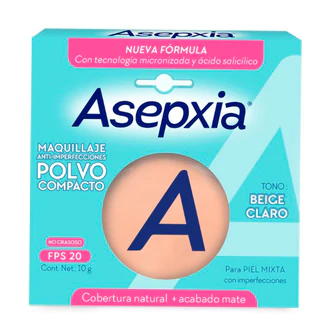 NUEVA FÓRMULA
Con tecnología micronizada y ácido salicílico
Asepxia®
MAQUILLAJE
ANTI-IMPERFECCIONES
POLVO
COMPACTO
TONO:
BEIGE
CLARO
A
NO GRASOSO
FPS 20
Cont. Net. 10 g
Para PIEL MIXTA
con imperfecciones
Cobertura natural + acabado mate